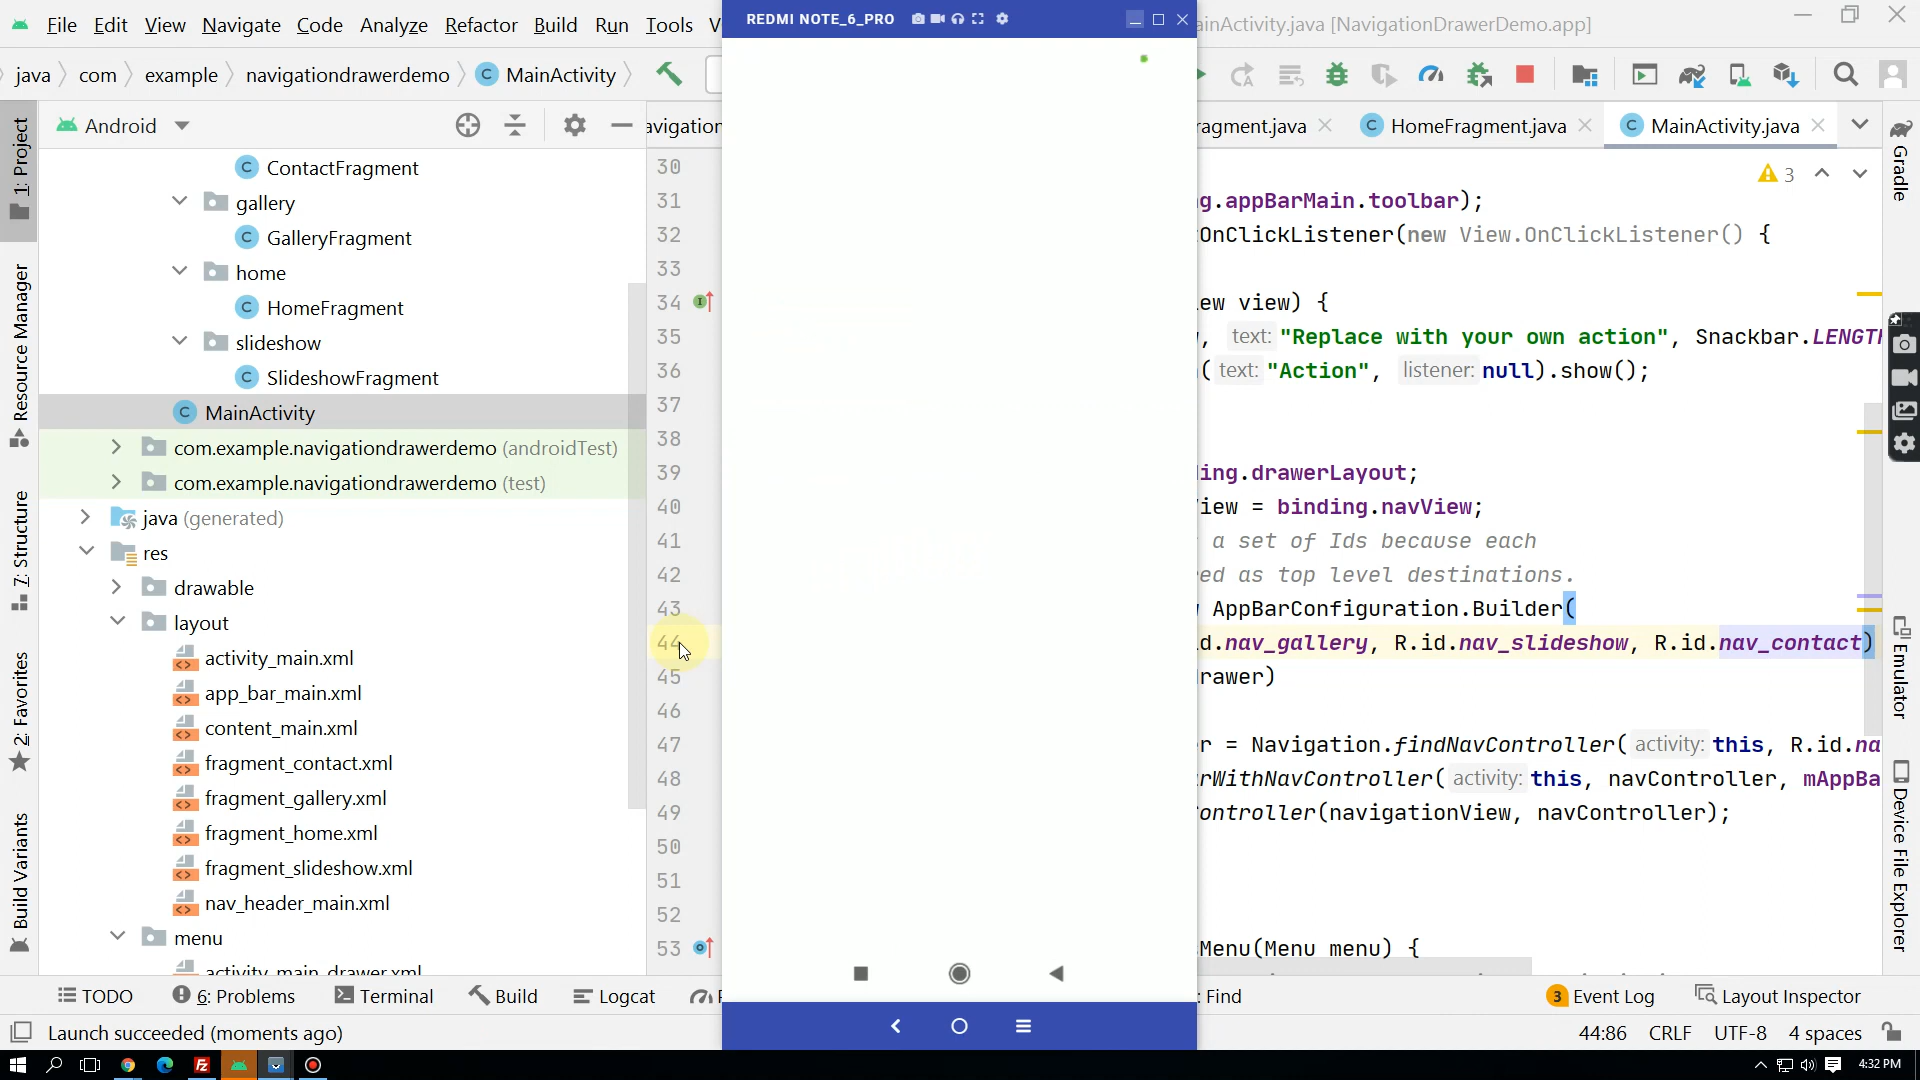 File Edit View Navigate Code Analyze Refactor Build Run Tools V
REDMI NOTE_6_PRO
ainActivity.java [NavigationDrawerDemo.app]
java com example navigationdrawerdemo C MainActivity
Android
avigation
ragment.java
C HomeFragment.java
C MainActivity.java
1: Project
Resource Manager
7: Structure
2: Favorites
Build Variants
C ContactFragment
gallery
C GalleryFragment
home
C HomeFragment
slideshow
C SlideshowFragment
C MainActivity
com.example.navigationdrawerdemo (androidTest)
com.example.navigationdrawerdemo (test)
java (generated)
res
drawable
layout
activity_main.xml
app_bar_main.xml
content_main.xml
fragment_contact.xml
fragment_gallery.xml
fragment_home.xml
fragment_slideshow.xml
nav_header_main.xml
menu
activity_main_drawer.xml
30
31
32
33
34
35
36
37
38
39
40
41
42
43
44
45
46
47
48
49
50
51
52
53
3
g.appBarMain.toolbar);
OnClickListener(new View.OnClickListener() {
ew view) {
, text: "Replace with your own action", Snackbar.LENGTH
( text: "Action", listener: null).show();
ing.drawerLayout;
iew = binding.navView;
a set of Ids because each
ed as top level destinations.
AppBarConfiguration.Builder(
d.nav_gallery, R.id.nav_slideshow, R.id.nav_contact)
rawer)
r = Navigation.findNavController( activity: this, R.id.na
rWithNavController( activity: this, navController, mAppBa
ontroller(navigationView, navController);
Menu(Menu menu) {
Gradle
Emulator
Device File Explorer
TODO 6: Problems Terminal Build Logcat
: Find
3 Event Log Layout Inspector
Launch succeeded (moments ago)
44:86 CRLF UTF-8 4 spaces
4:32 PM